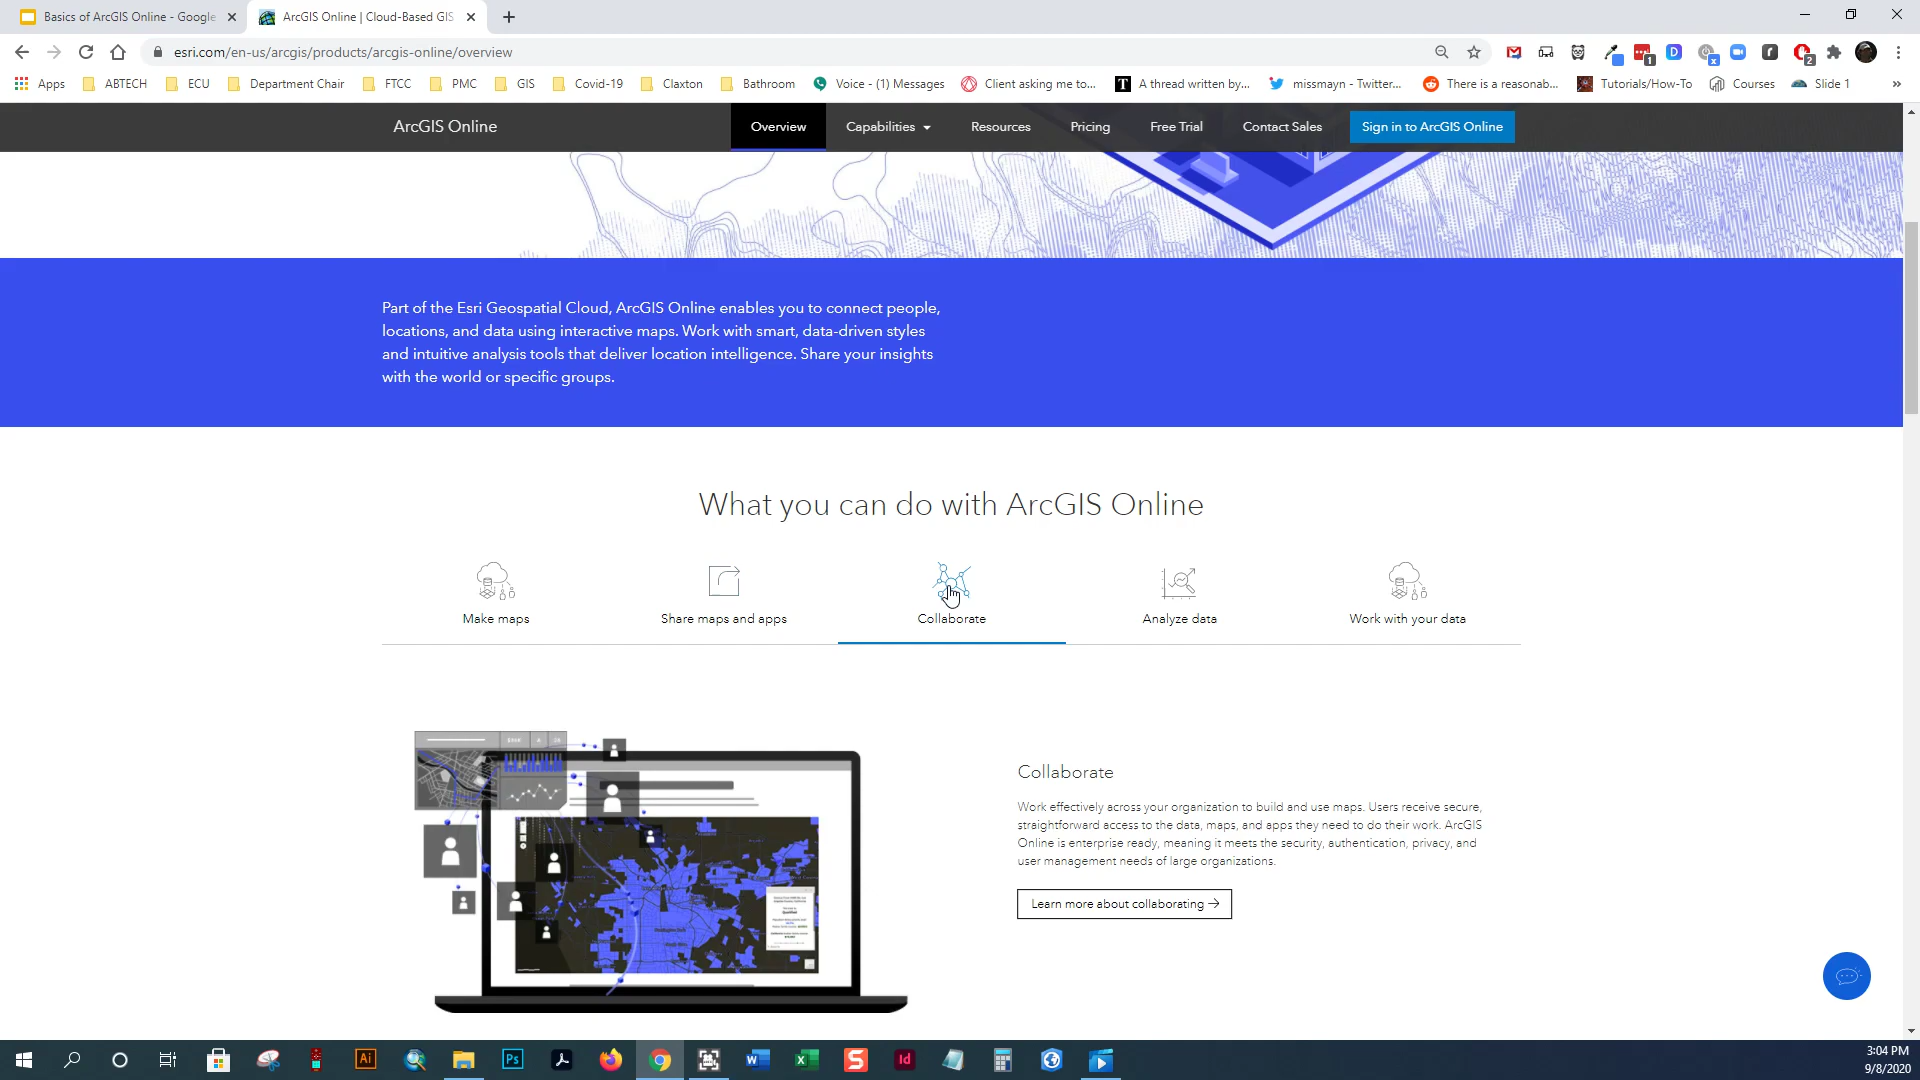 Basics of ArcGIS Online - Google
ArcGIS Online | Cloud-Based GIS
esri.com/en-us/arcgis/products/arcgis-online/overview
Apps
ABTECH
ECU
Department Chair
FTCC
PMC
GIS
Covid-19
Claxton
Bathroom
Voice - (1) Messages
Client asking me to...
A thread written by...
missmayn - Twitter...
There is a reasonab...
Tutorials/How-To
Courses
Slide 1
ArcGIS Online
Overview
Capabilities
Resources
Pricing
Free Trial
Contact Sales
Sign in to ArcGIS Online
Part of the Esri Geospatial Cloud, ArcGIS Online enables you to connect people,
locations, and data using interactive maps. Work with smart, data-driven styles
and intuitive analysis tools that deliver location intelligence. Share your insights
with the world or specific groups.
What you can do with ArcGIS Online
Make maps
Share maps and apps
Collaborate
Analyze data
Work with your data
Collaborate
Work effectively across your organization to build and use maps. Users receive secure,
straightforward access to the data, maps, and apps they need to do their work. ArcGIS
Online is enterprise ready, meaning it meets the security, authentication, privacy, and
user management needs of large organizations.
Learn more about collaborating →
3:04 PM
9/8/2020